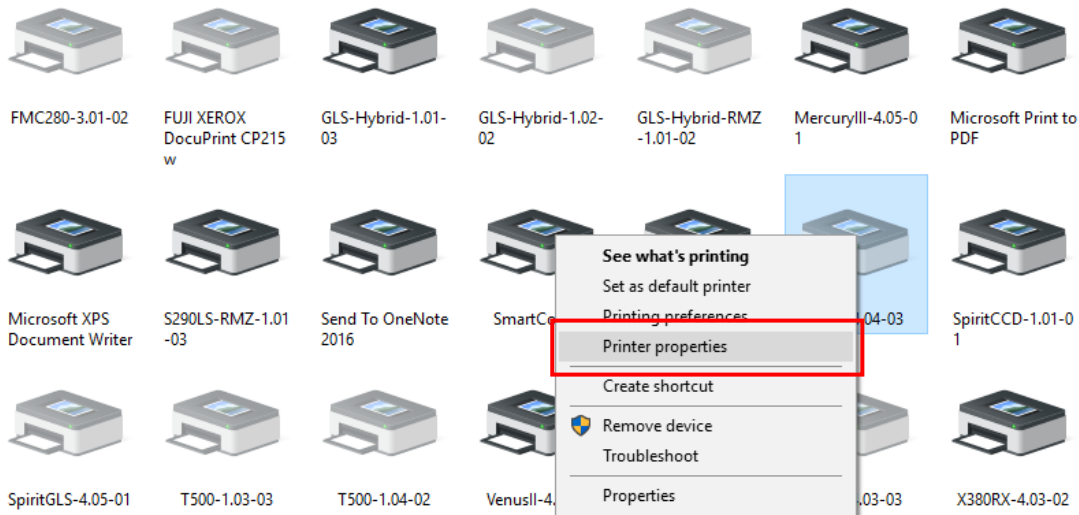 FMC280-3.01-02
FUJI XEROX
DocuPrint CP215
w
GLS-Hybrid-1.01-
03
GLS-Hybrid-1.02-
02
GLS-Hybrid-RMZ
-1.01-02
MercuryIII-4.05-0
1
Microsoft Print to
PDF
Microsoft XPS
Document Writer
S290LS-RMZ-1.01
-03
Send To OneNote
2016
SmartCo
.04-03
SpiritCCD-1.01-0
1
See what's printing
Set as default printer
Printing preferences
Printer properties
Create shortcut
Remove device
Troubleshoot
Properties
SpiritGLS-4.05-01
T500-1.03-03
T500-1.04-02
VenusII-4.
.03-03
X380RX-4.03-02